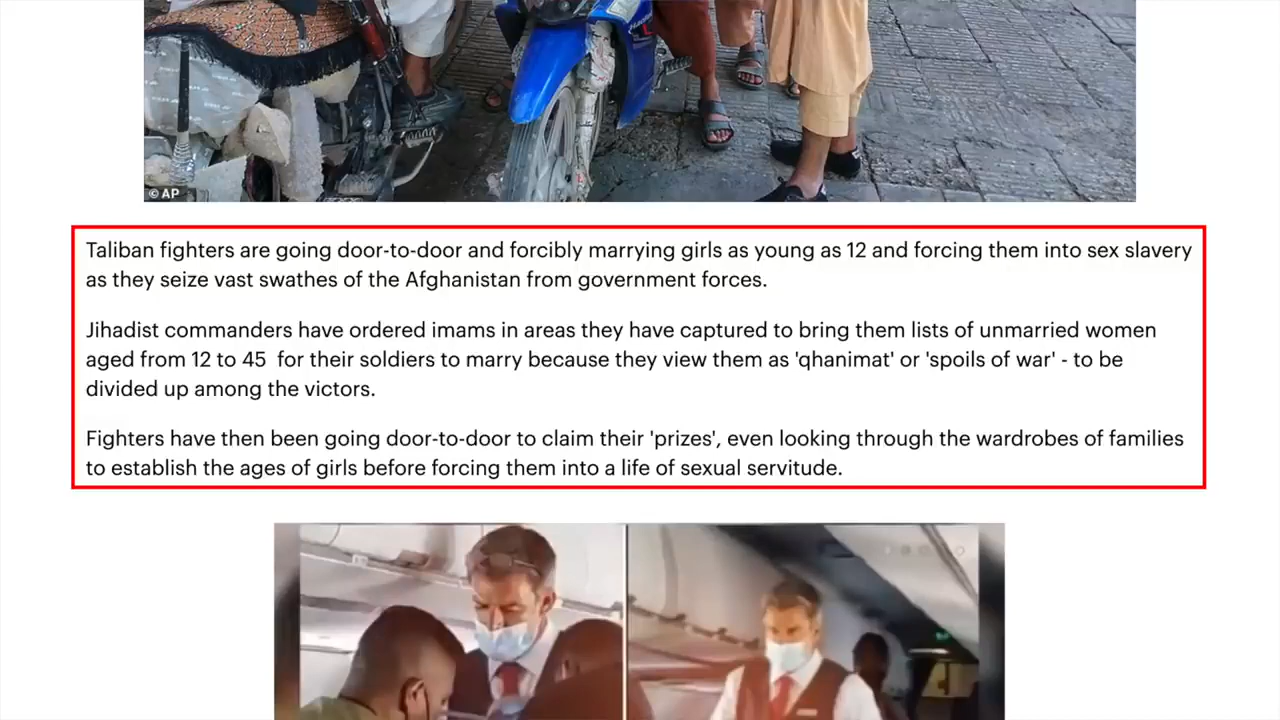 © AP
Taliban fighters are going door-to-door and forcibly marrying girls as young as 12 and forcing them into sex slavery
as they seize vast swathes of the Afghanistan from government forces.
Jihadist commanders have ordered imams in areas they have captured to bring them lists of unmarried women
aged from 12 to 45 for their soldiers to marry because they view them as 'qhanimat' or 'spoils of war' - to be
divided up among the victors.
Fighters have then been going door-to-door to claim their 'prizes', even looking through the wardrobes of families
to establish the ages of girls before forcing them into a life of sexual servitude.